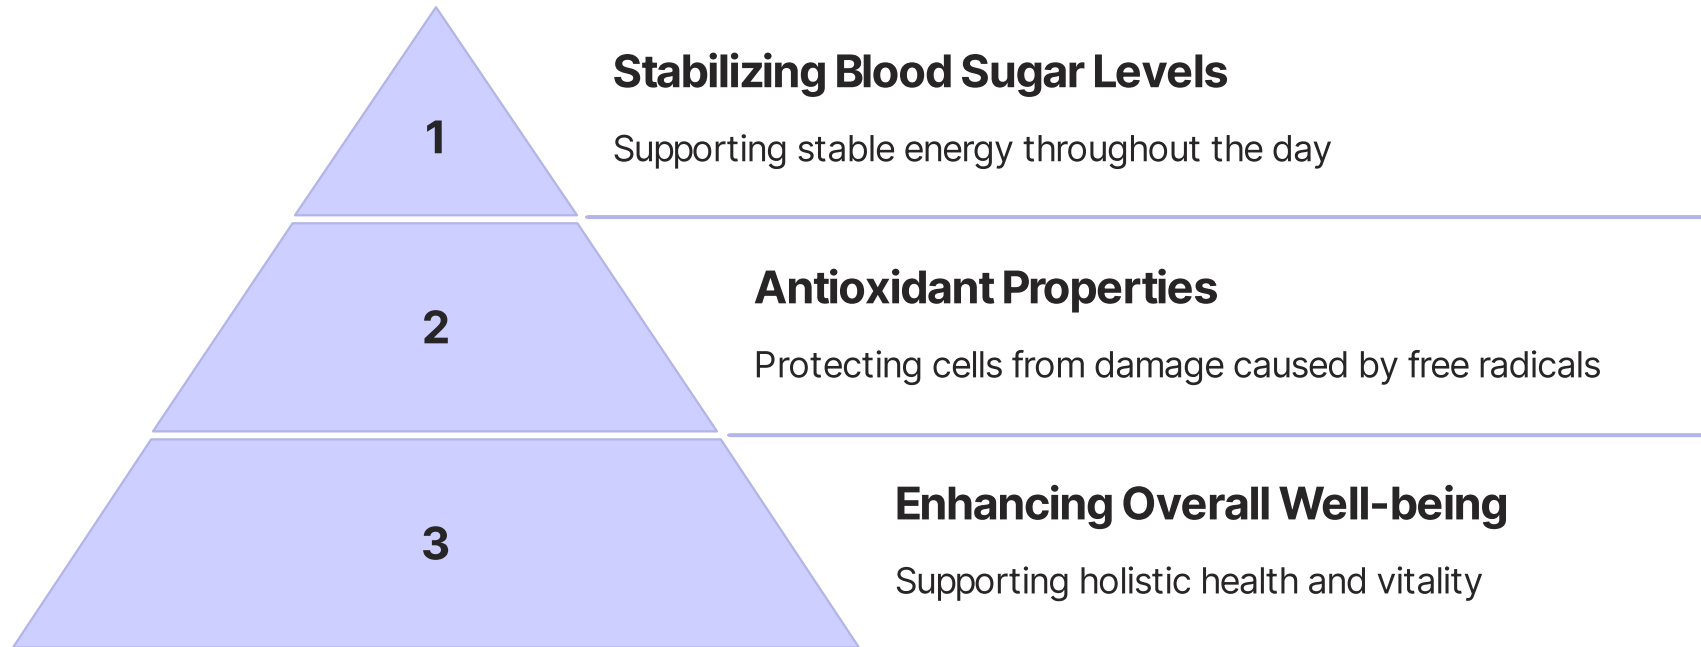 1
Stabilizing Blood Sugar Levels
Supporting stable energy throughout the day
2
Antioxidant Properties
Protecting cells from damage caused by free radicals
3
Enhancing Overall Well-being
Supporting holistic health and vitality